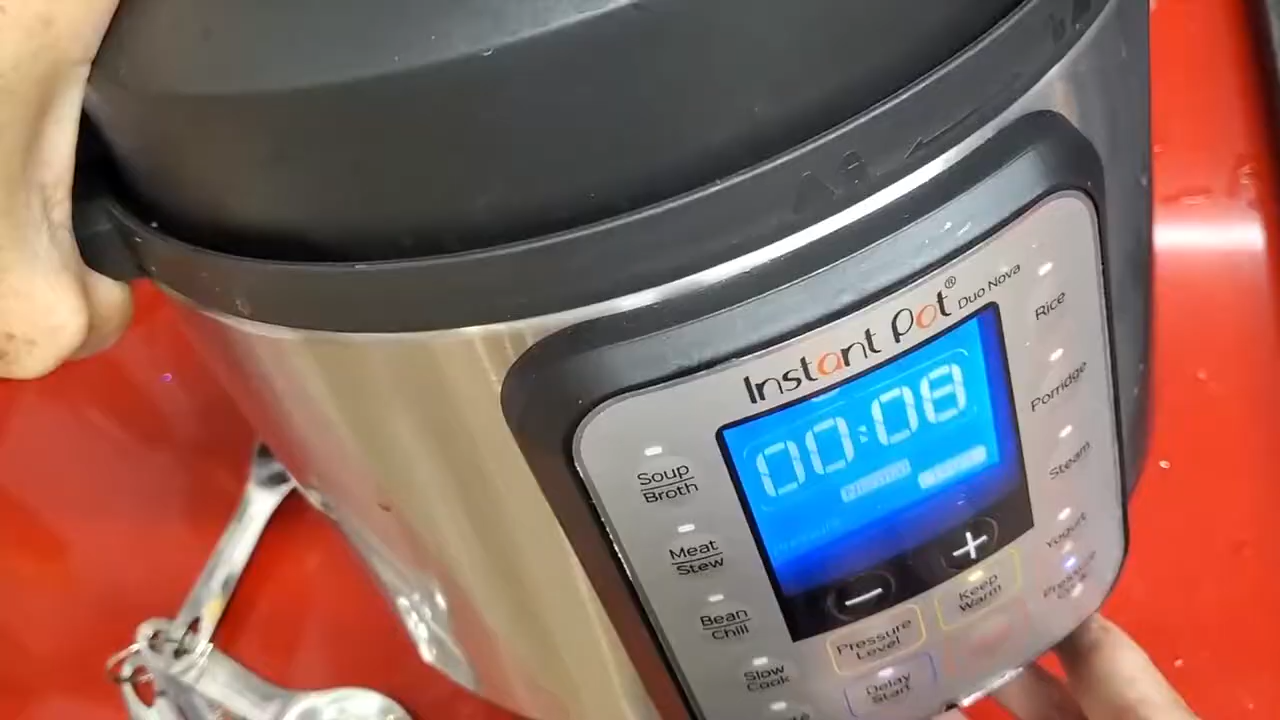 Instant Pot® Duo Nova
00:08
Soup
Broth
Meat
Stew
Bean
Chili
Slow
Cook
Rice
Porridge
Steam
Yogurt
Pressure
+
−
Keep
Warm
Pressure
Level
Delay
Start